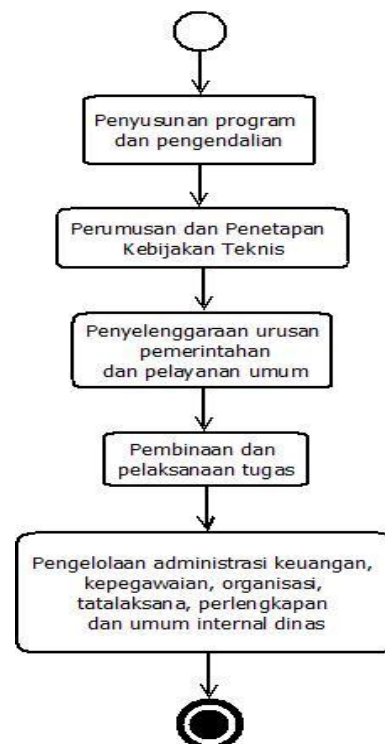 Penyusunan program
dan pengendalian
Perumusan dan Penetapan
Kebijakan Teknis
Penyelenggaraan urusan
pemerintahan
dan pelayanan umum
Pembinaan dan
pelaksanaan tugas
Pengelolaan administrasi keuangan,
kepegawaian, organisasi,
tatalaksana, perlengkapan
dan umum internal dinas